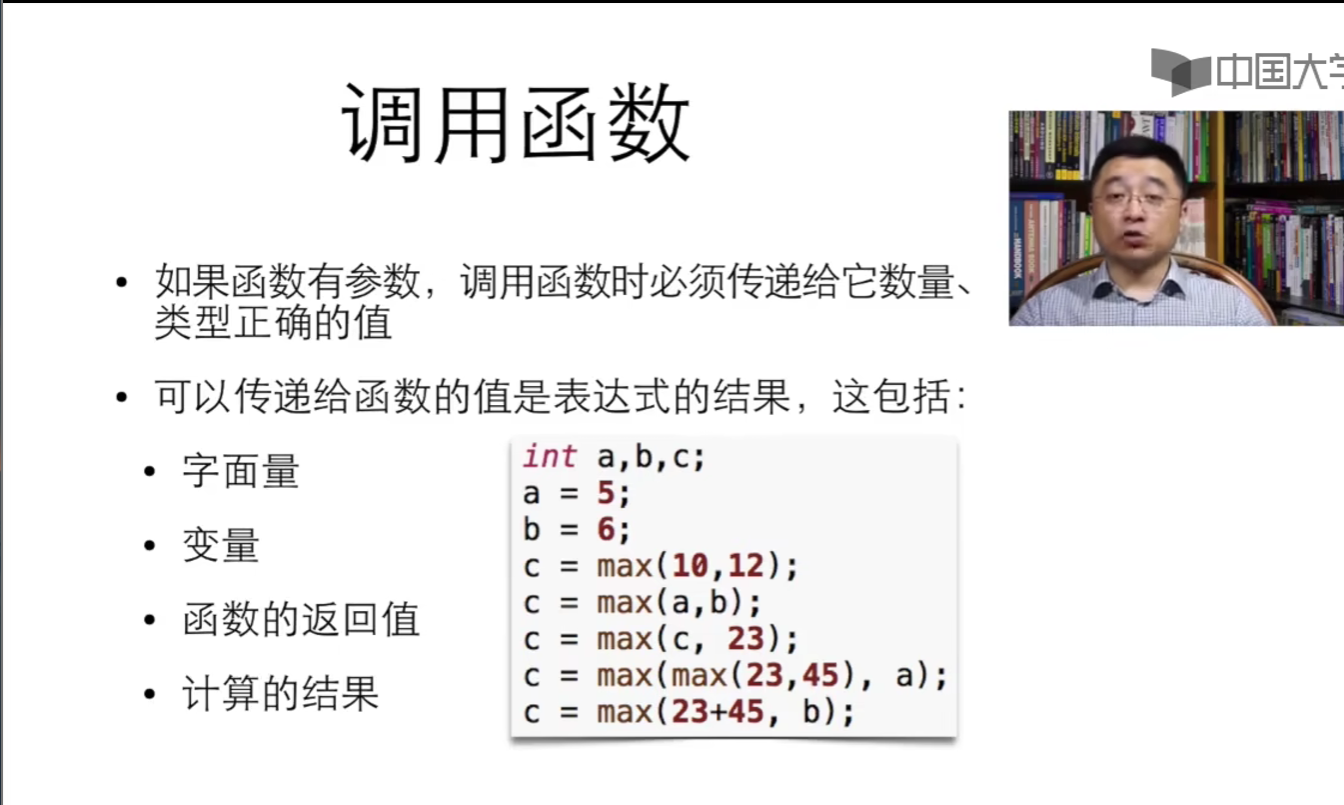 中国大学
调用函数
• 如果函数有参数，调用函数时必须传递给它数量、
类型正确的值
• 可以传递给函数的值是表达式的结果，这包括：
• 字面量
• 变量
• 函数的返回值
• 计算的结果
int a,b,c;
a = 5;
b = 6;
c = max(10,12);
c = max(a,b);
c = max(c, 23);
c = max(max(23,45), a);
c = max(23+45, b);